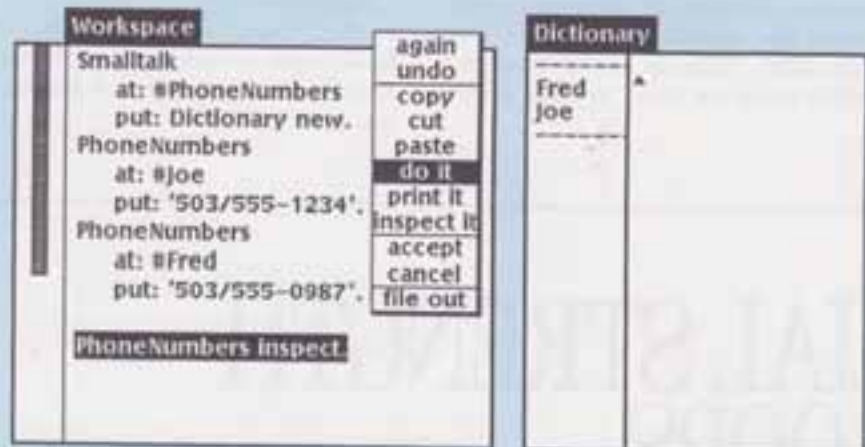 Workspace
Smalltalk
at: #PhoneNumbers
put: Dictionary new.
PhoneNumbers
at: #Joe
put: '503/555-1234'.
PhoneNumbers
at: #Fred
put: '503/555-0987'.
PhoneNumbers inspect.
again
undo
copy
cut
paste
do it
print it
inspect it
accept
cancel
file out
Dictionary
Fred
Joe